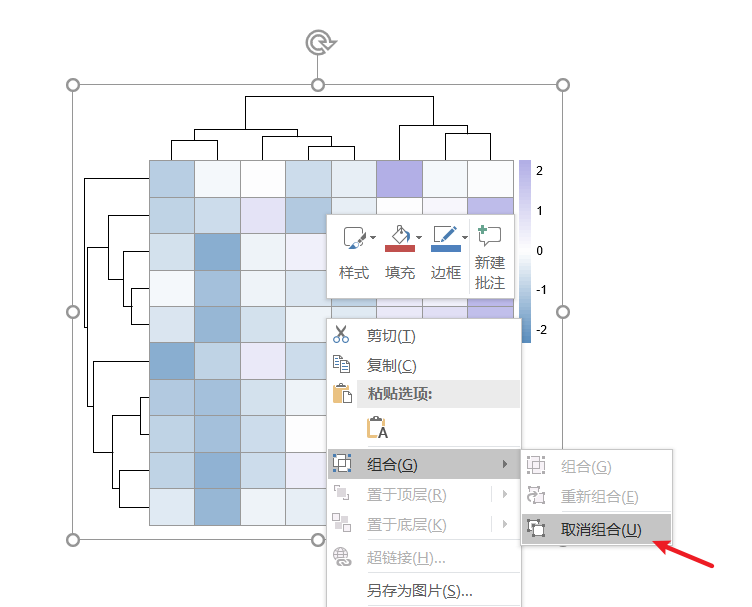 2
1
0
-1
-2
样式
填充
边框
新建
批注
剪切(T)
复制(C)
粘贴选项:
A
组合(G)
置于顶层(R)
置于底层(K)
超链接(H)...
另存为图片(S)...
组合(G)
重新组合(E)
取消组合(U)